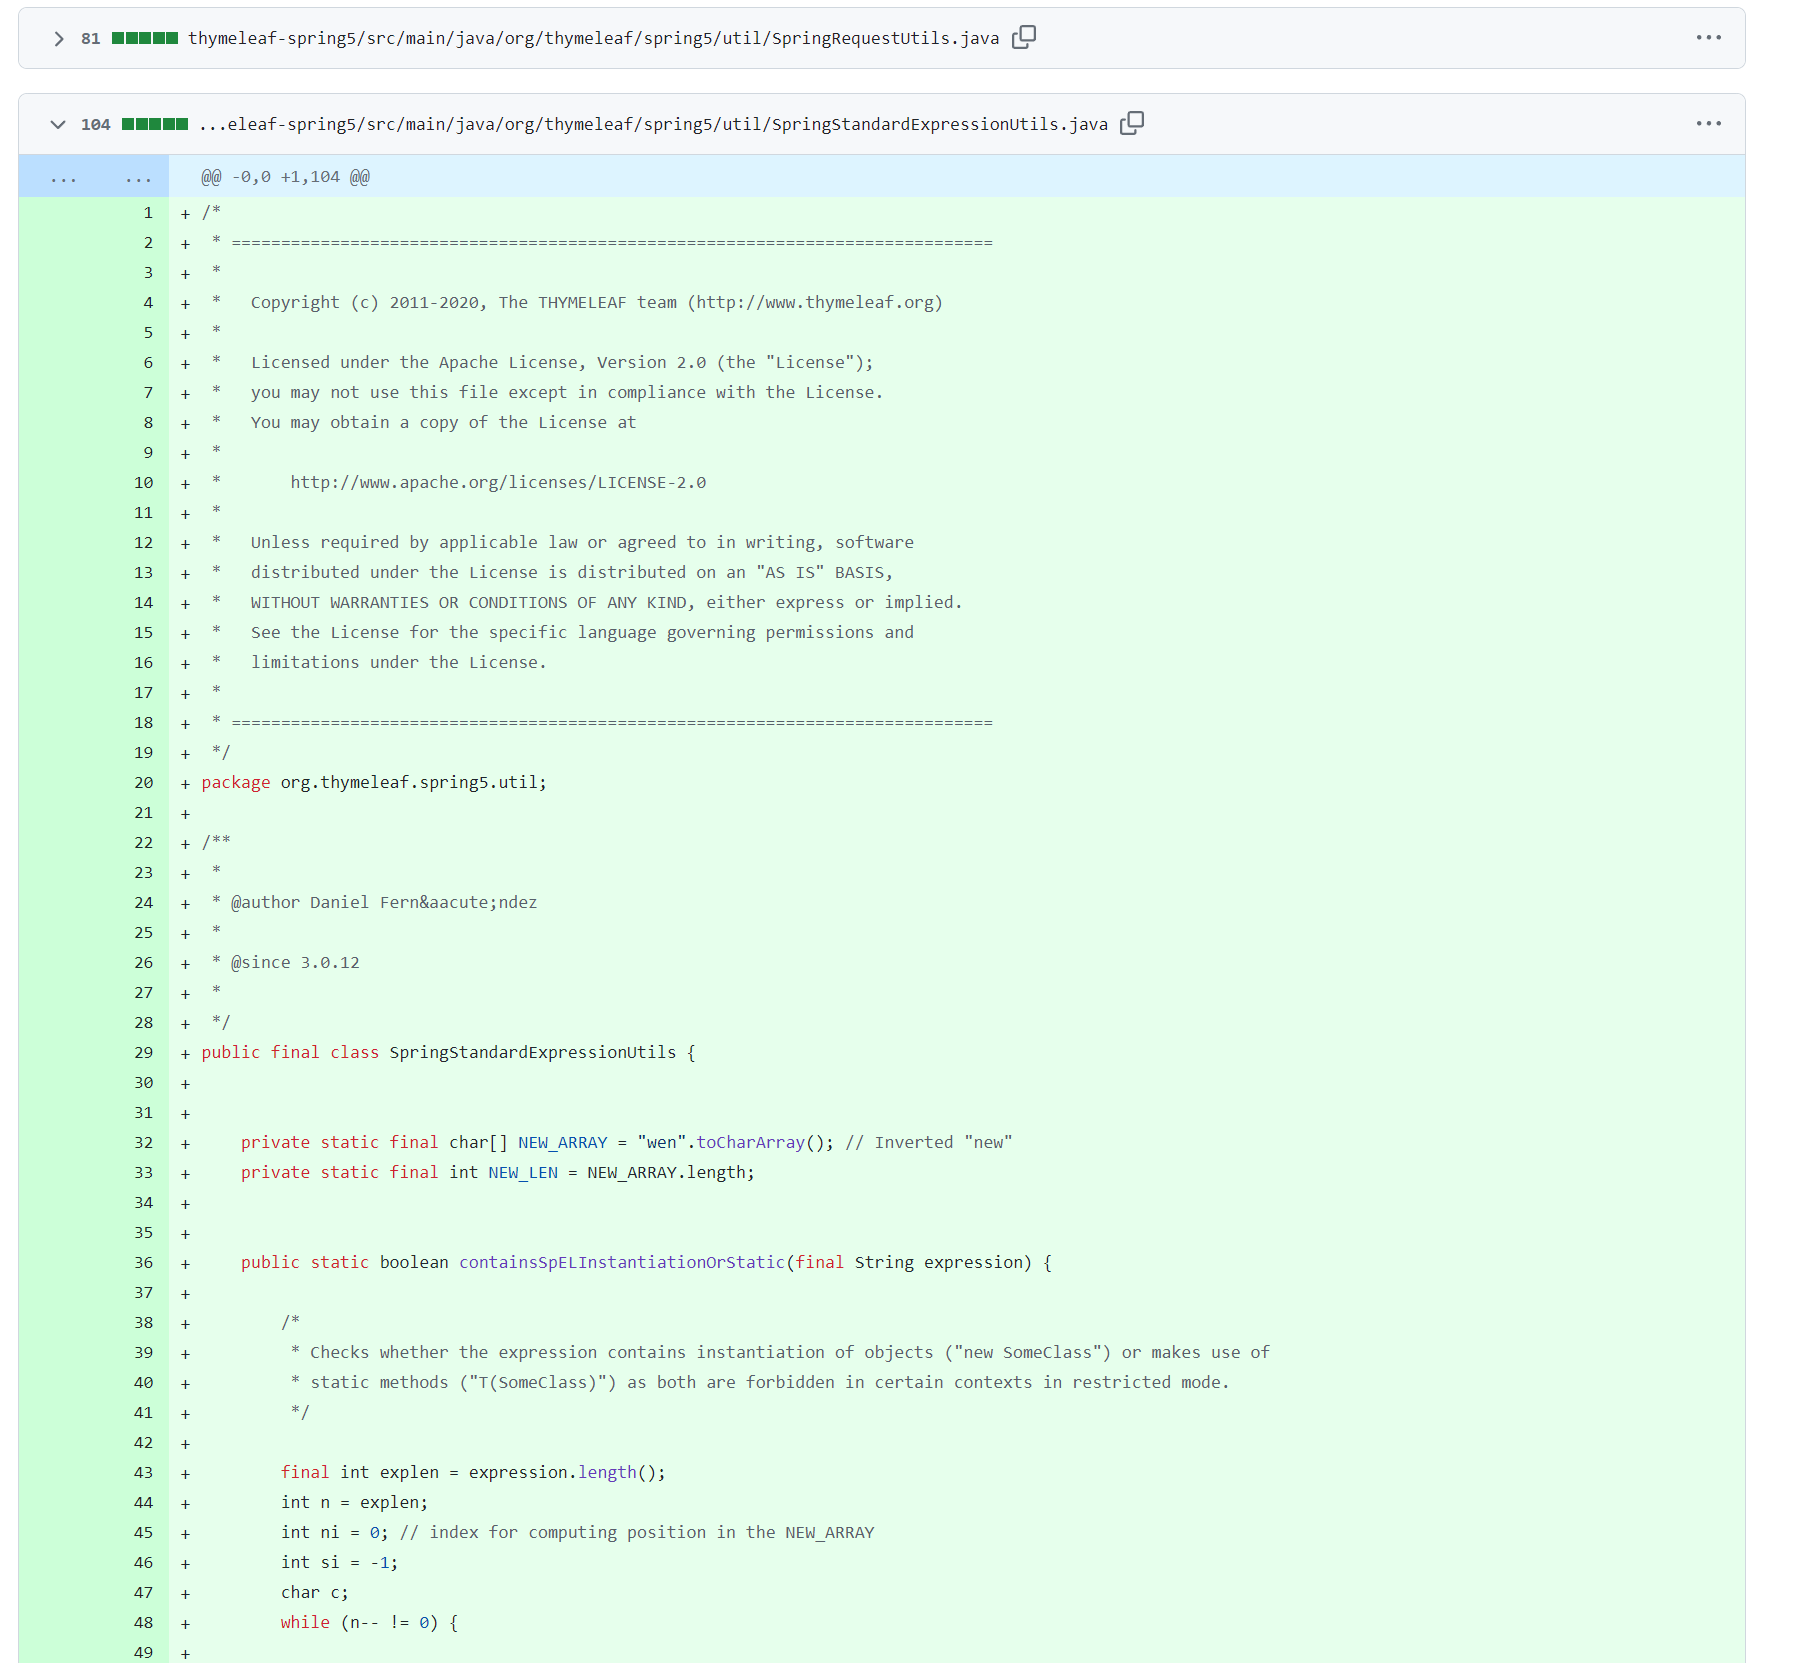 81 thymeleaf-spring5/src/main/java/org/thymeleaf/spring5/util/SpringRequestUtils.java ...
104 ...eleaf-spring5/src/main/java/org/thymeleaf/spring5/util/SpringStandardExpressionUtils.java ...
... ... @@ -0,0 +1,104 @@
1 + /*
2 +  * =============================================================================
3 +  *
4 +  *   Copyright (c) 2011-2020, The THYMELEAF team (http://www.thymeleaf.org)
5 +  *
6 +  *   Licensed under the Apache License, Version 2.0 (the "License");
7 +  *   you may not use this file except in compliance with the License.
8 +  *   You may obtain a copy of the License at
9 +  *
10 +  *       http://www.apache.org/licenses/LICENSE-2.0
11 +  *
12 +  *   Unless required by applicable law or agreed to in writing, software
13 +  *   distributed under the License is distributed on an "AS IS" BASIS,
14 +  *   WITHOUT WARRANTIES OR CONDITIONS OF ANY KIND, either express or implied.
15 +  *   See the License for the specific language governing permissions and
16 +  *   limitations under the License.
17 +  *
18 +  * =============================================================================
19 +  */
20 + package org.thymeleaf.spring5.util;
21 +
22 + /**
23 +  *
24 +  * @author Daniel Fern&aacute;ndez
25 +  *
26 +  * @since 3.0.12
27 +  *
28 +  */
29 + public final class SpringStandardExpressionUtils {
30 +
31 +
32 +     private static final char[] NEW_ARRAY = "wen".toCharArray(); // Inverted "new"
33 +     private static final int NEW_LEN = NEW_ARRAY.length;
34 +
35 +
36 +     public static boolean containsSpELInstantiationOrStatic(final String expression) {
37 +
38 +         /*
39 +          * Checks whether the expression contains instantiation of objects ("new SomeClass") or makes use of
40 +          * static methods ("T(SomeClass)") as both are forbidden in certain contexts in restricted mode.
41 +          */
42 +
43 +         final int explen = expression.length();
44 +         int n = explen;
45 +         int ni = 0; // index for computing position in the NEW_ARRAY
46 +         int si = -1;
47 +         char c;
48 +         while (n-- != 0) {
49 +